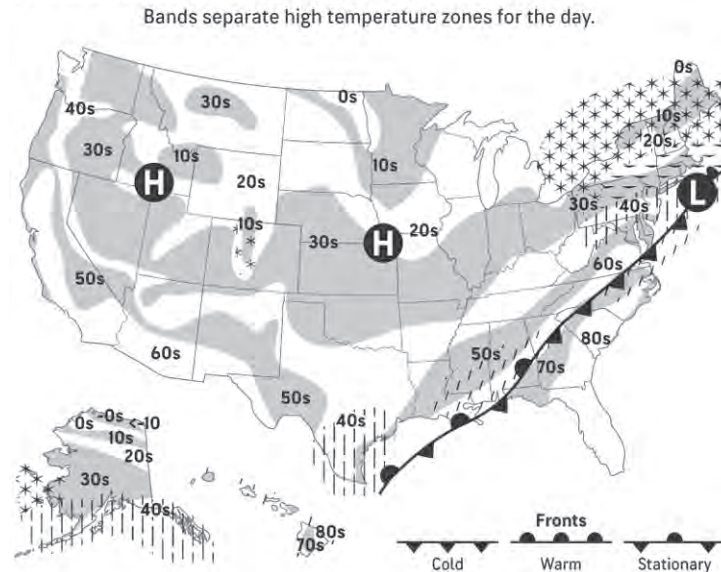 Bands separate high temperature zones for the day.
0s
0s
40s
30s
10s
20s
30s
10s
10s
H
20s
L
10s
30s
40s
30s
H
20s
60s
50s
80s
60s
50s
70s
50s
40s
0s
-0s
<-10
10s
20s
30s
40s
80s
70s
Fronts
Cold
Warm
Stationary